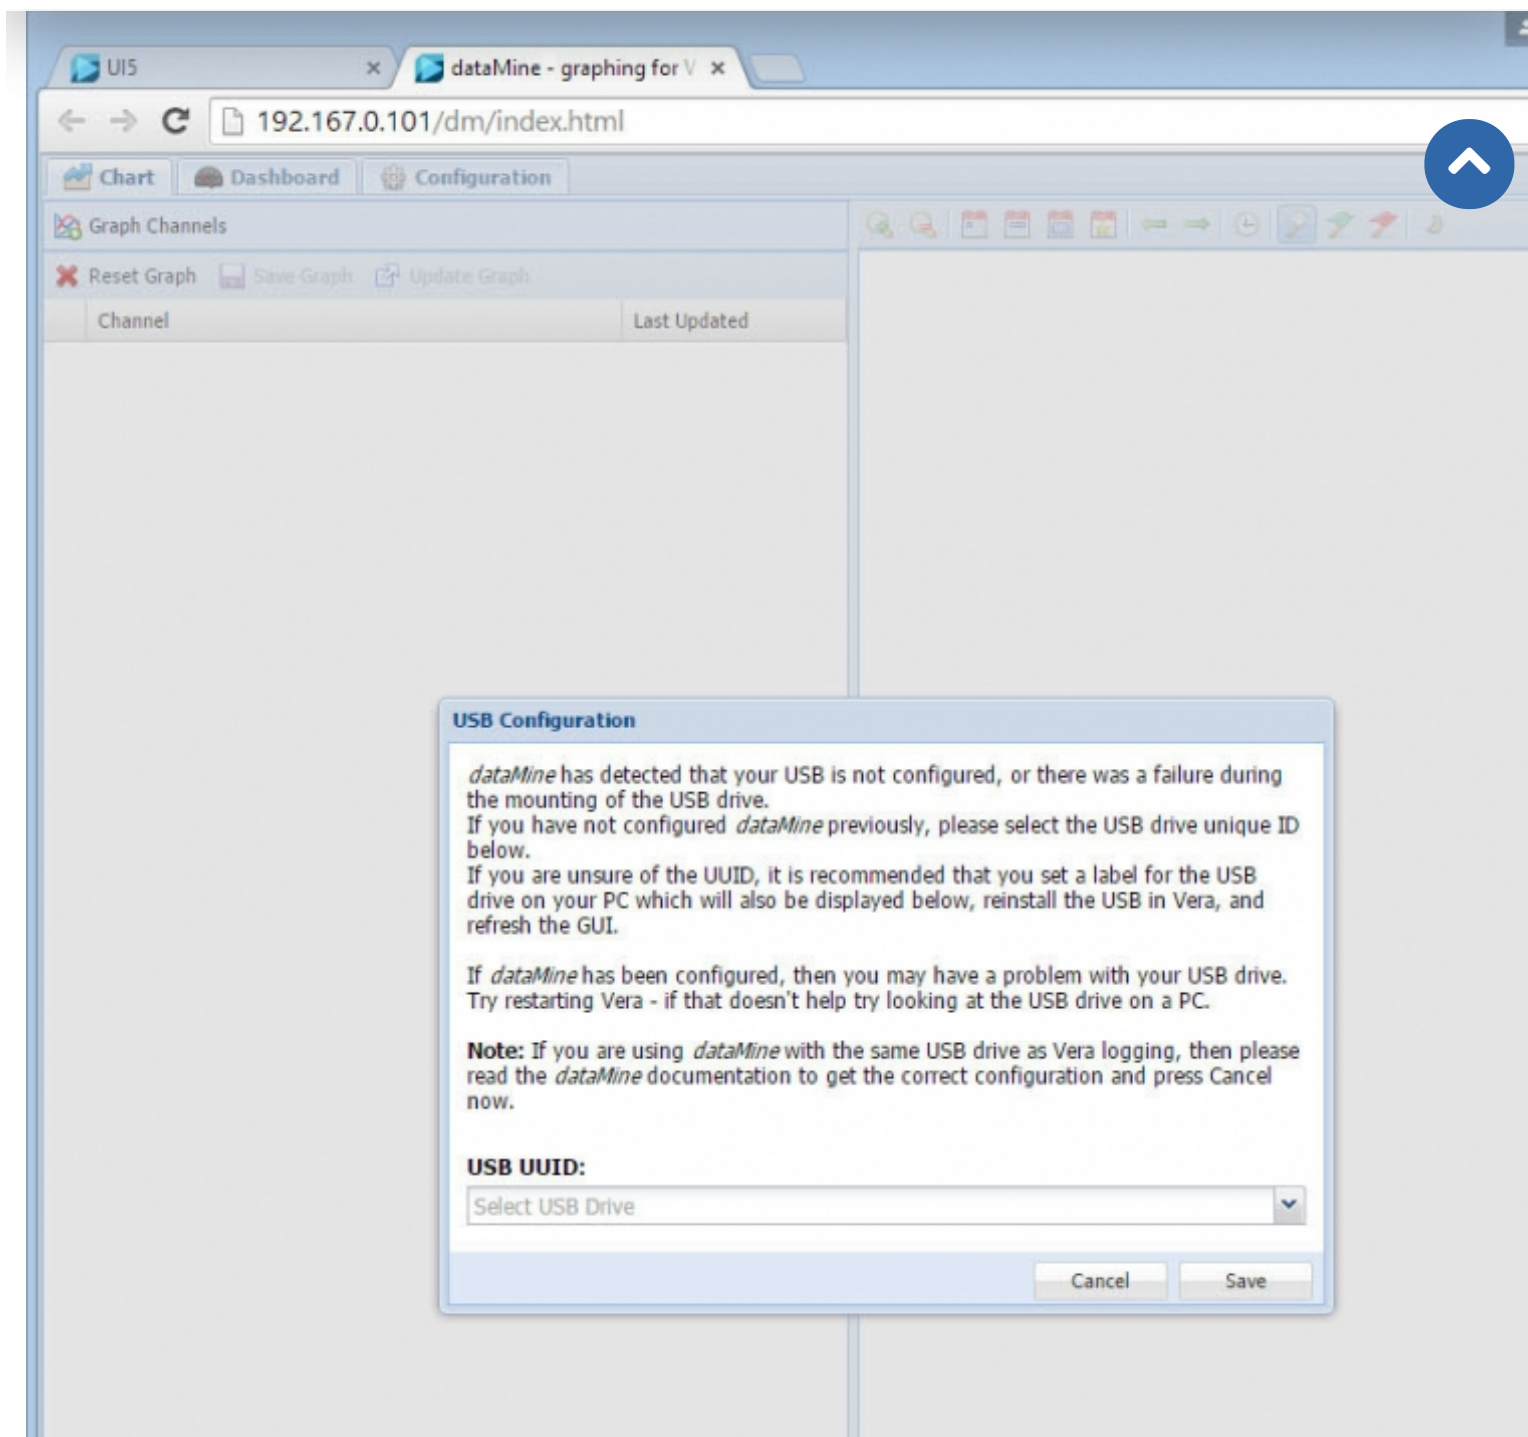 UI5
dataMine - graphing for V
192.167.0.101/dm/index.html
Chart Dashboard Configuration
Graph Channels
Reset Graph Save Graph Update Graph
Channel Last Updated
USB Configuration
dataMine has detected that your USB is not configured, or there was a failure during
the mounting of the USB drive.
If you have not configured dataMine previously, please select the USB drive unique ID
below.
If you are unsure of the UUID, it is recommended that you set a label for the USB
drive on your PC which will also be displayed below, reinstall the USB in Vera, and
refresh the GUI.
If dataMine has been configured, then you may have a problem with your USB drive.
Try restarting Vera - if that doesn't help try looking at the USB drive on a PC.
Note: If you are using dataMine with the same USB drive as Vera logging, then please
read the dataMine documentation to get the correct configuration and press Cancel
now.
USB UUID:
Select USB Drive
Cancel Save